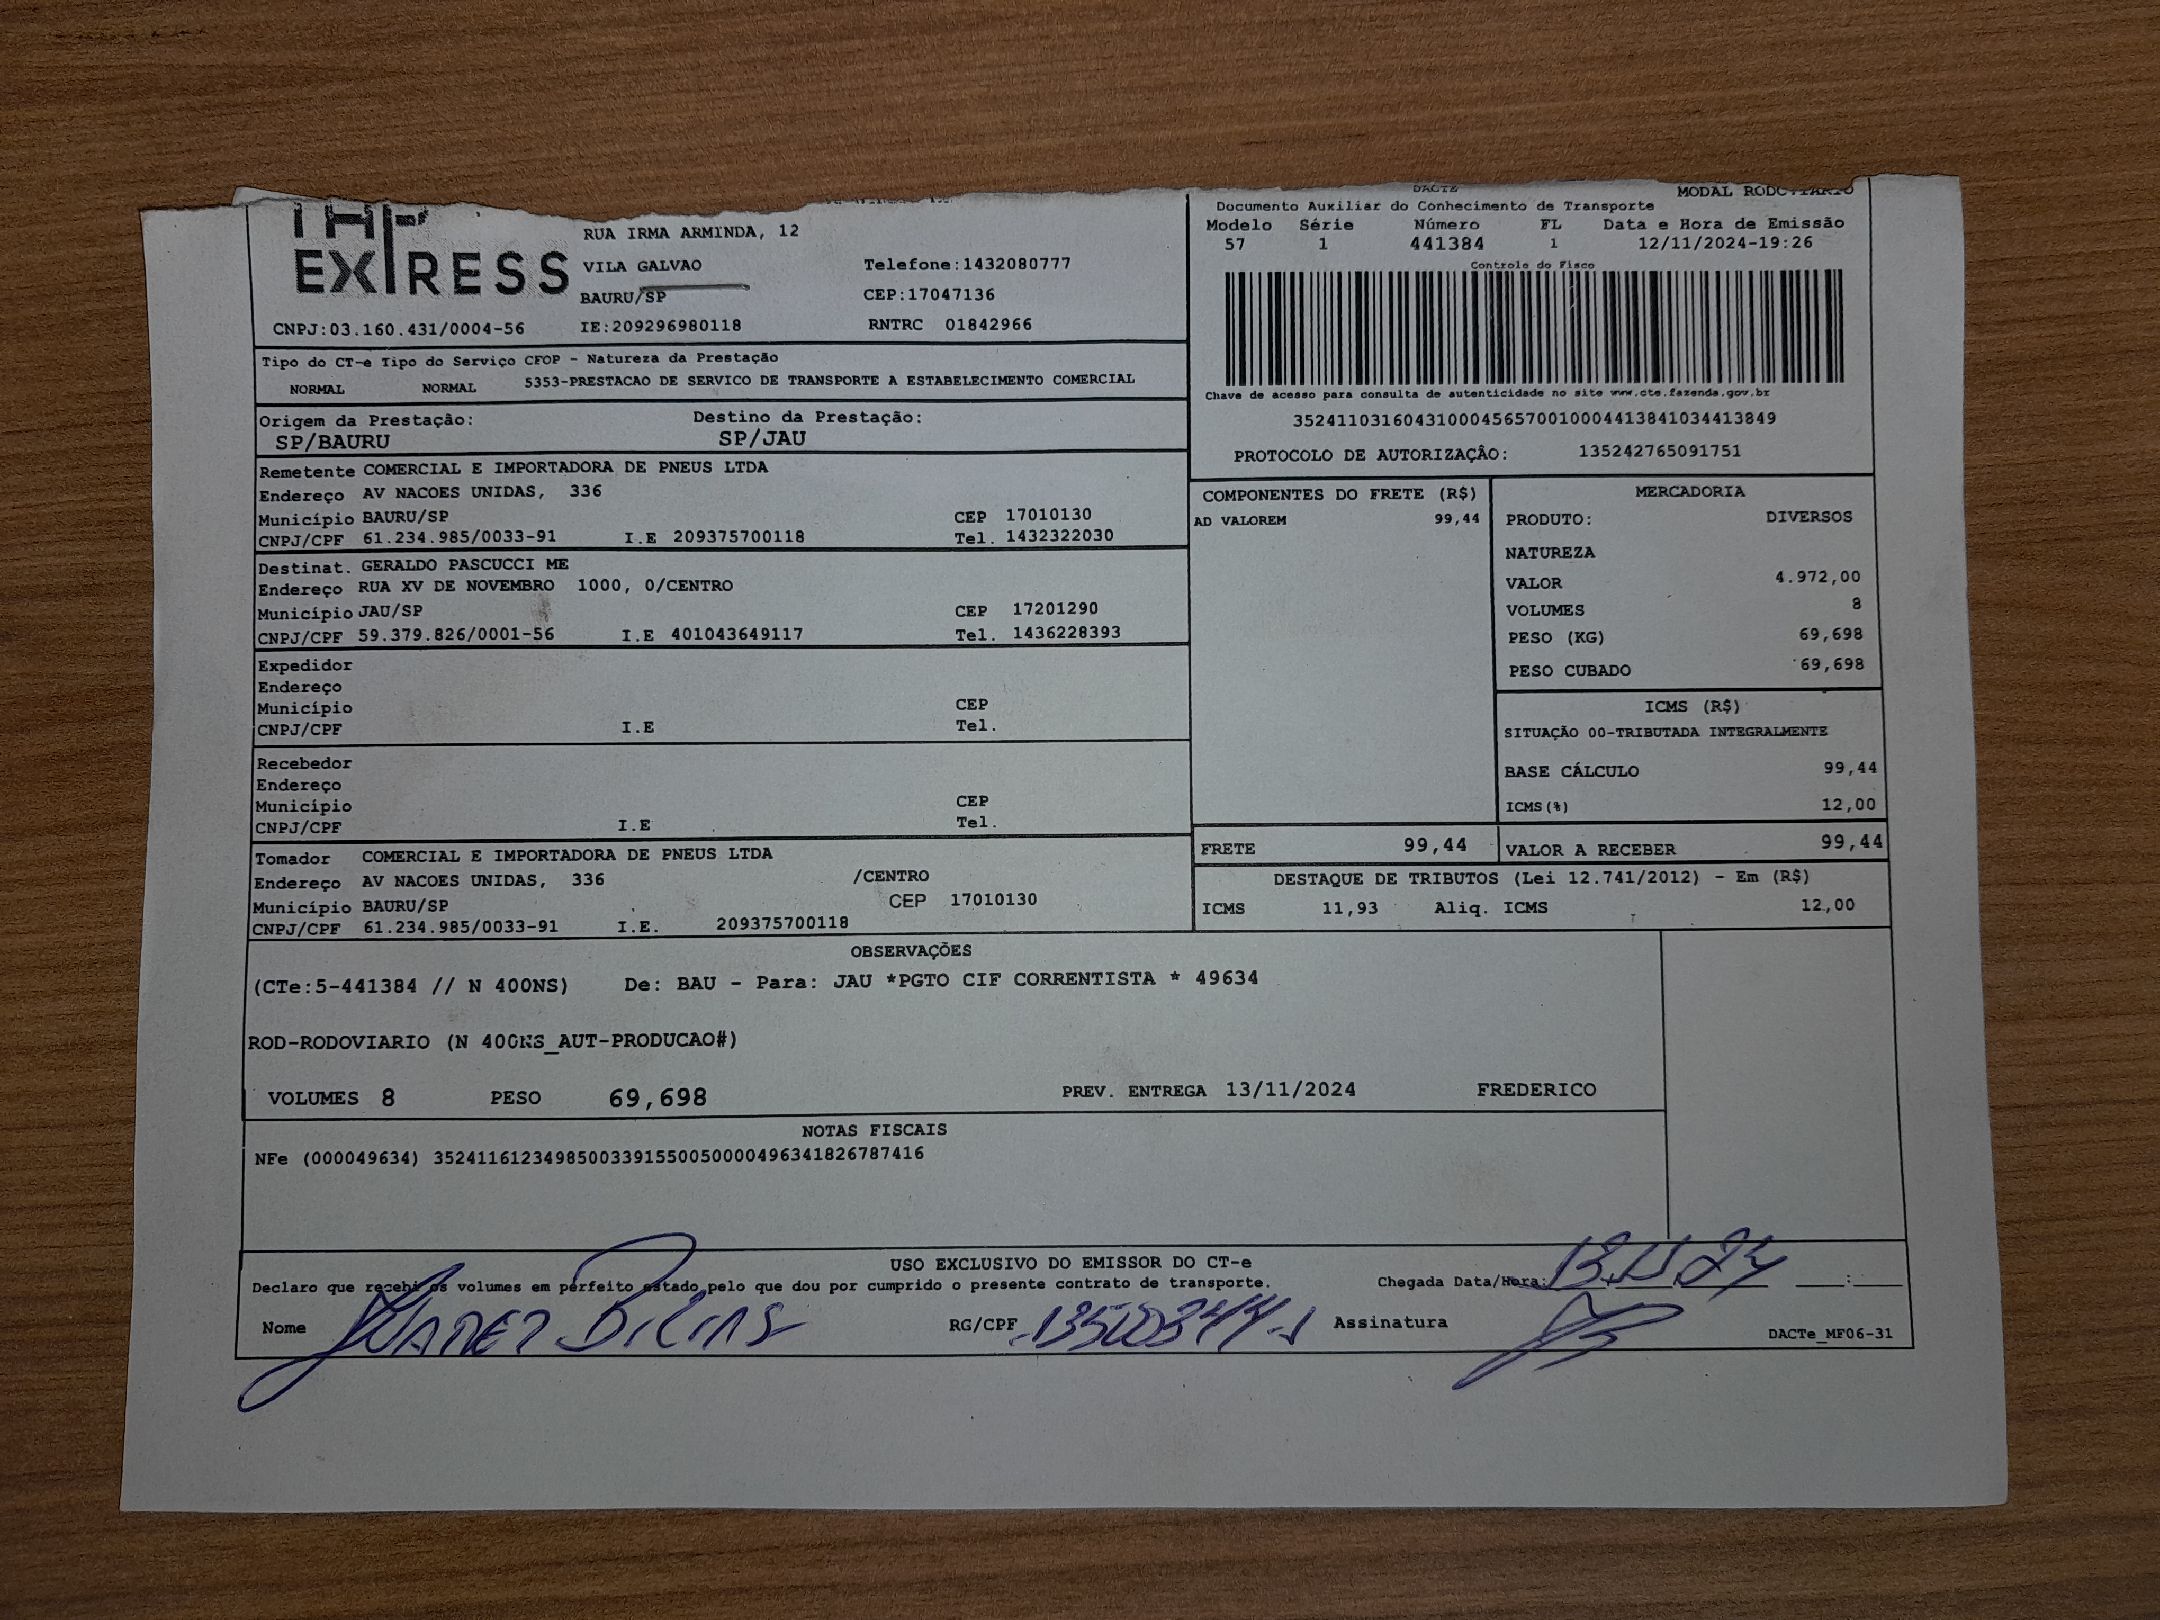 EXPRESS
RUA IRMA ARMINDA, 12
VILA GALVAO Telefone:1432080777
BAURU/SP CEP:17047136
CNPJ:03.160.431/0004-56 IE:209296980118 RNTRC 01842966
DACTE MODAL RODOVIARIO
Documento Auxiliar do Conhecimento de Transporte
Modelo Série Número FL Data e Hora de Emissão
57 1 441384 1 12/11/2024-19:26
Controle do Fisco
Chave de acesso para consulta de autenticidade no site www.cte.fazenda.gov.br
35241103160431000456570010004413841034413849
PROTOCOLO DE AUTORIZAÇÂO: 135242765091751
Tipo do CT-e Tipo do Serviço CFOP - Natureza da Prestação
NORMAL NORMAL 5353-PRESTACAO DE SERVICO DE TRANSPORTE A ESTABELECIMENTO COMERCIAL
Origem da Prestação: Destino da Prestação:
SP/BAURU SP/JAU
Remetente COMERCIAL E IMPORTADORA DE PNEUS LTDA
Endereço AV NACOES UNIDAS, 336
Município BAURU/SP CEP 17010130
CNPJ/CPF 61.234.985/0033-91 I.E 209375700118 Tel. 1432322030
Destinat. GERALDO PASCUCCI ME
Endereço RUA XV DE NOVEMBRO 1000, 0/CENTRO
Município JAU/SP CEP 17201290
CNPJ/CPF 59.379.826/0001-56 I.E 401043649117 Tel. 1436228393
Expedidor
Endereço
Município CEP
CNPJ/CPF I.E Tel.
Recebedor
Endereço
Município CEP
CNPJ/CPF I.E Tel.
Tomador COMERCIAL E IMPORTADORA DE PNEUS LTDA
Endereço AV NACOES UNIDAS, 336 /CENTRO
Município BAURU/SP CEP 17010130
CNPJ/CPF 61.234.985/0033-91 I.E. 209375700118
COMPONENTES DO FRETE (R$)
AD VALOREM 99,44
MERCADORIA
PRODUTO: DIVERSOS
NATUREZA
VALOR 4.972,00
VOLUMES 8
PESO (KG) 69,698
PESO CUBADO 69,698
ICMS (R$)
SITUAÇÃO 00-TRIBUTADA INTEGRALMENTE
BASE CÁLCULO 99,44
ICMS(%) 12,00
FRETE 99,44 VALOR A RECEBER 99,44
DESTAQUE DE TRIBUTOS (Lei 12.741/2012) - Em (R$)
ICMS 11,93 Aliq. ICMS 12,00
OBSERVAÇÕES
(CTe:5-441384 // N 400NS) De: BAU - Para: JAU *PGTO CIF CORRENTISTA * 49634
ROD-RODOVIARIO (N 400NS_AUT-PRODUCAO#)
VOLUMES 8 PESO 69,698 PREV. ENTREGA 13/11/2024 FREDERICO
NOTAS FISCAIS
NFe (000049634) 35241161234985003391550050000496341826787416
USO EXCLUSIVO DO EMISSOR DO CT-e
Declaro que recebi os volumes em perfeito estado pelo que dou por cumprido o presente contrato de transporte. Chegada Data/Hora: 13.11.24 :
Nome RG/CPF Assinatura
DACTe_MF06-31